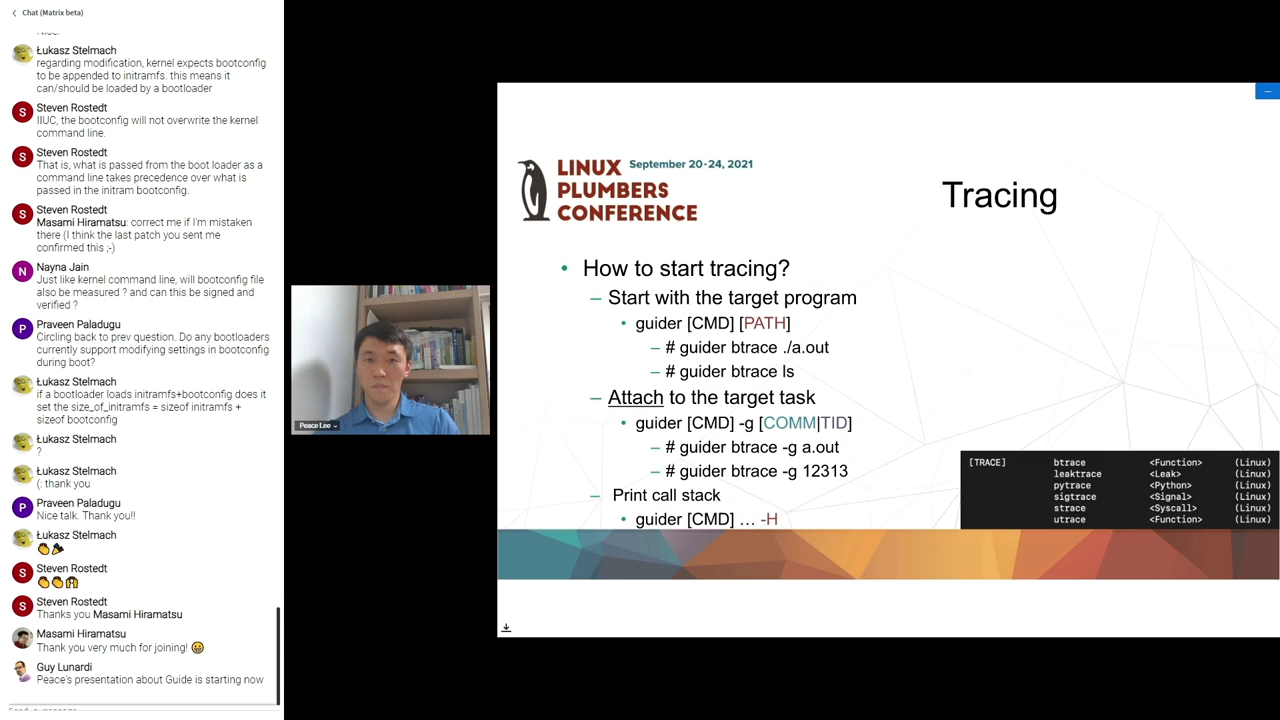 Chat (Matrix beta)
Nice.
Łukasz Stelmach
regarding modification, kernel expects bootconfig
to be appended to initramfs. this means it
can/should be loaded by a bootloader
S
Steven Rostedt
IIUC, the bootconfig will not overwrite the kernel
command line.
S
Steven Rostedt
That is, what is passed from the boot loader as a
command line takes precedence over what is
passed in the initram bootconfig.
S
Steven Rostedt
Masami Hiramatsu: correct me if I'm mistaken
there (I think the last patch you sent me
confirmed this ;-)
N
Nayna Jain
Just like kernel command line, will bootconfig file
also be measured ? and can this be signed and
verified ?
P
Praveen Paladugu
Circling back to prev question. Do any bootloaders
currently support modifying settings in bootconfig
during boot?
Łukasz Stelmach
if a bootloader loads initramfs+bootconfig does it
set the size_of_initramfs = sizeof initramfs +
sizeof bootconfig
Łukasz Stelmach
?
Łukasz Stelmach
(: thank you
P
Praveen Paladugu
Nice talk. Thank you!!
Łukasz Stelmach
👏🎉
S
Steven Rostedt
👏👏🙌
S
Steven Rostedt
Thanks you Masami Hiramatsu
Masami Hiramatsu
Thank you very much for joining! 😀
Guy Lunardi
Peace's presentation about Guide is starting now
Send a message
Peace Lee
LINUX September 20-24, 2021
PLUMBERS
CONFERENCE
Tracing
• How to start tracing?
– Start with the target program
• guider [CMD] [PATH]
– # guider btrace ./a.out
– # guider btrace ls
– Attach to the target task
• guider [CMD] -g [COMM|TID]
– # guider btrace -g a.out
– # guider btrace -g 12313
– Print call stack
• guider [CMD] … -H
[TRACE] btrace <Function> (Linux)
leaktrace <Leak> (Linux)
pytrace <Python> (Linux)
sigtrace <Signal> (Linux)
strace <Syscall> (Linux)
utrace <Function> (Linux)